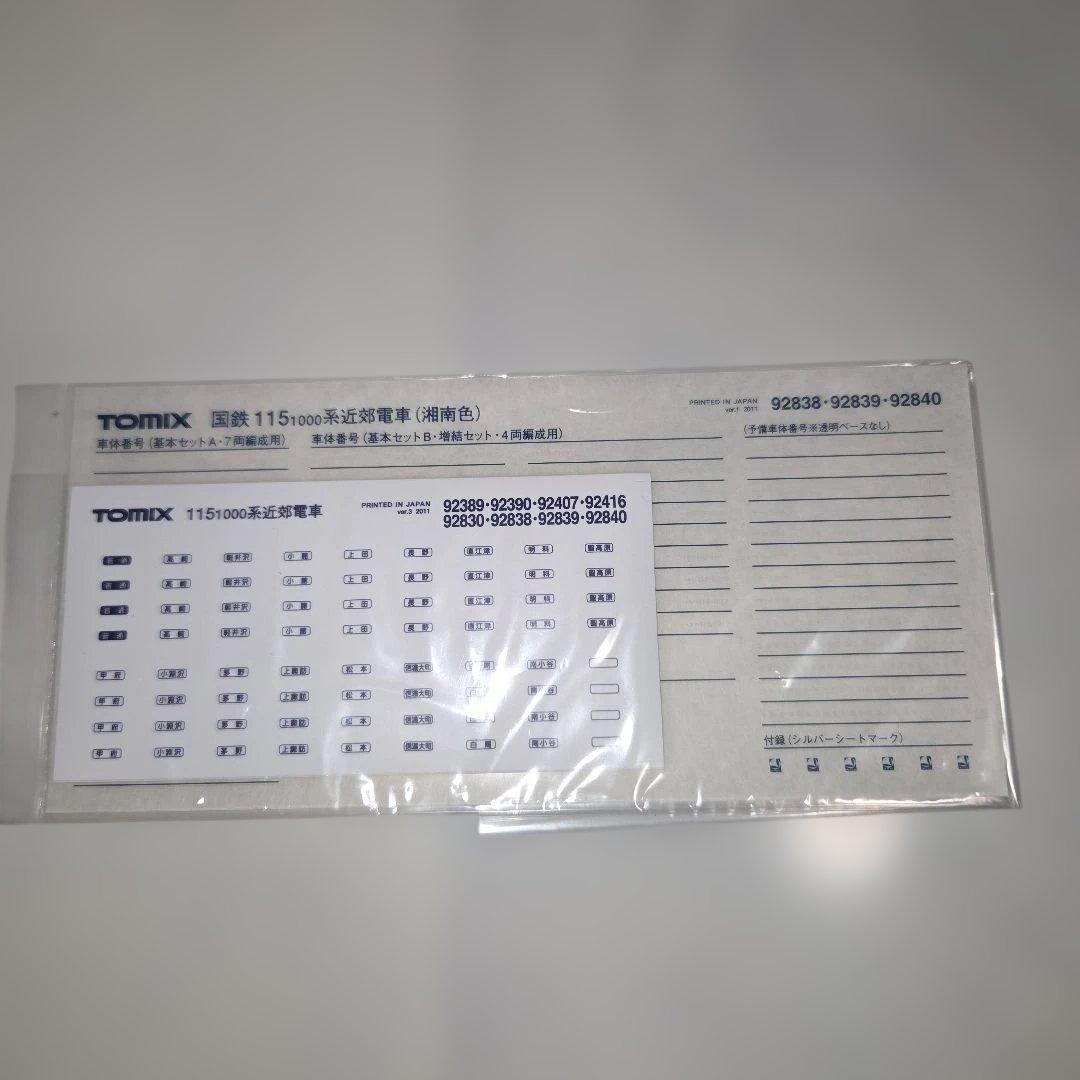 TOMIX 国鉄 115 1000系近郊電車(湘南色)
PRINTED IN JAPAN
ver.1 2011
92838・92839・92840
車体番号(基本セットA・7両編成用)
車体番号(基本セットB・増結セット・4両編成用)
(予備車体番号※透明ベースなし)
付録(シルバーシートマーク)
TOMIX 115 1000系近郊電車
PRINTED IN JAPAN
ver.3 2011
92389・92390・92407・92416
92830・92838・92839・92840
普通 高崎 軽井沢 小諸 上田 長野 直江津 明科 聖高原
普通 高崎 軽井沢 小諸 上田 長野 直江津 明科 聖高原
普通 高崎 軽井沢 小諸 上田 長野 直江津 明科 聖高原
普通 高崎 軽井沢 小諸 上田 長野 直江津 明科 聖高原
甲府 小淵沢 茅野 上諏訪 松本 信濃大町 南小谷
甲府 小淵沢 茅野 上諏訪 松本 信濃大町 南小谷
甲府 小淵沢 茅野 上諏訪 松本 信濃大町 南小谷
甲府 小淵沢 茅野 上諏訪 松本 信濃大町 白馬 南小谷